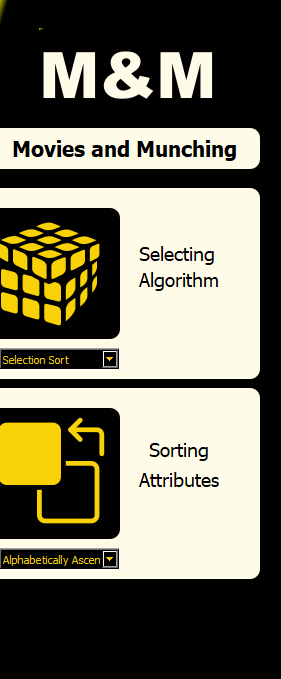 M&M
Movies and Munching
Selecting
Algorithm
Selection Sort
Sorting
Attributes
Alphabetically Ascen